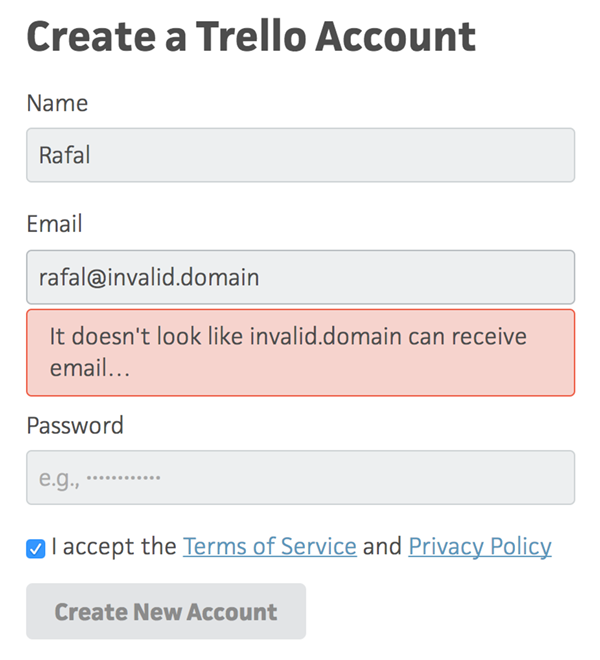 Create a Trello Account
Name
Rafal
Email
rafal@invalid.domain
It doesn't look like invalid.domain can receive
email…
Password
e.g., ••••••••••••
I accept the Terms of Service and Privacy Policy
Create New Account